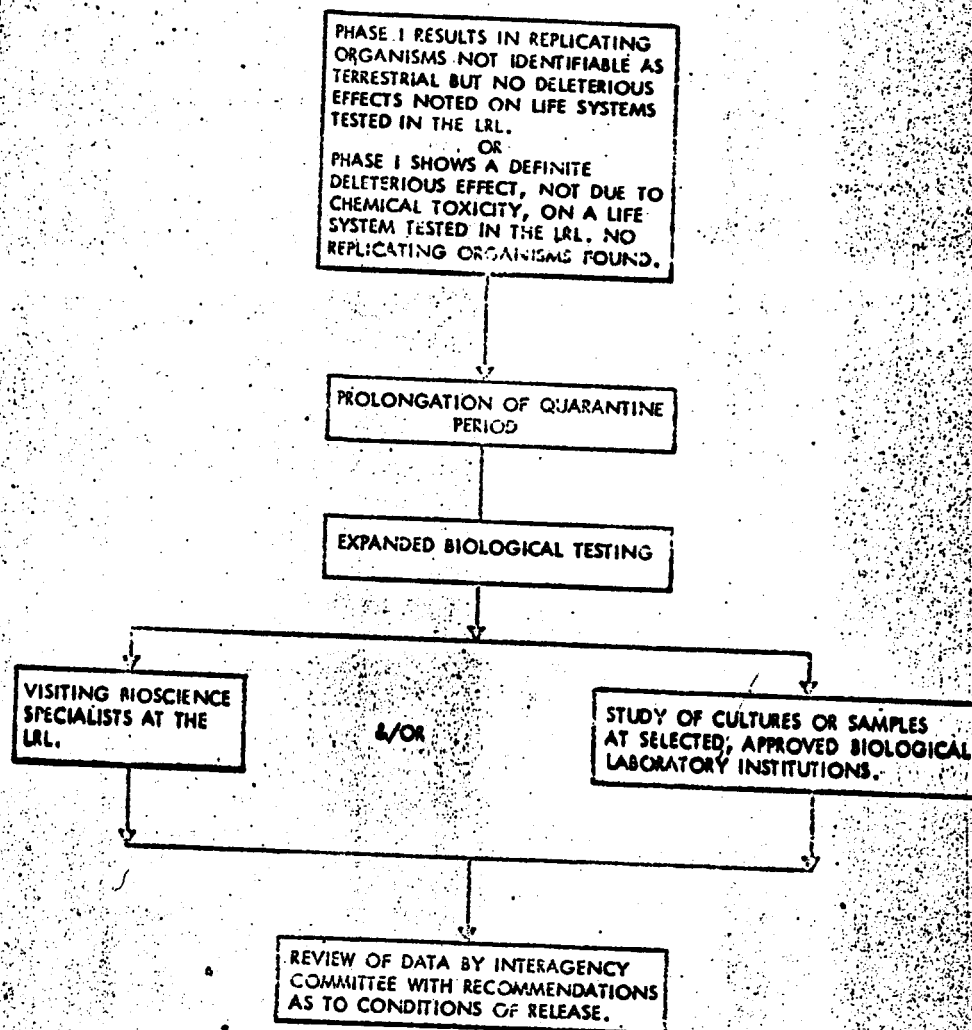 PHASE I RESULTS IN REPLICATING
ORGANISMS NOT IDENTIFIABLE AS
TERRESTRIAL BUT NO DELETERIOUS
EFFECTS NOTED ON LIFE SYSTEMS
TESTED IN THE LRL.
OR
PHASE I SHOWS A DEFINITE
DELETERIOUS EFFECT, NOT DUE TO
CHEMICAL TOXICITY, ON A LIFE
SYSTEM TESTED IN THE LRL. NO
REPLICATING ORGANISMS FOUND.
PROLONGATION OF QUARANTINE
PERIOD
EXPANDED BIOLOGICAL TESTING
VISITING BIOSCIENCE
SPECIALISTS AT THE
LRL.
&/OR
STUDY OF CULTURES OR SAMPLES
AT SELECTED, APPROVED BIOLOGICAL
LABORATORY INSTITUTIONS.
REVIEW OF DATA BY INTERAGENCY
COMMITTEE WITH RECOMMENDATIONS
AS TO CONDITIONS OF RELEASE.